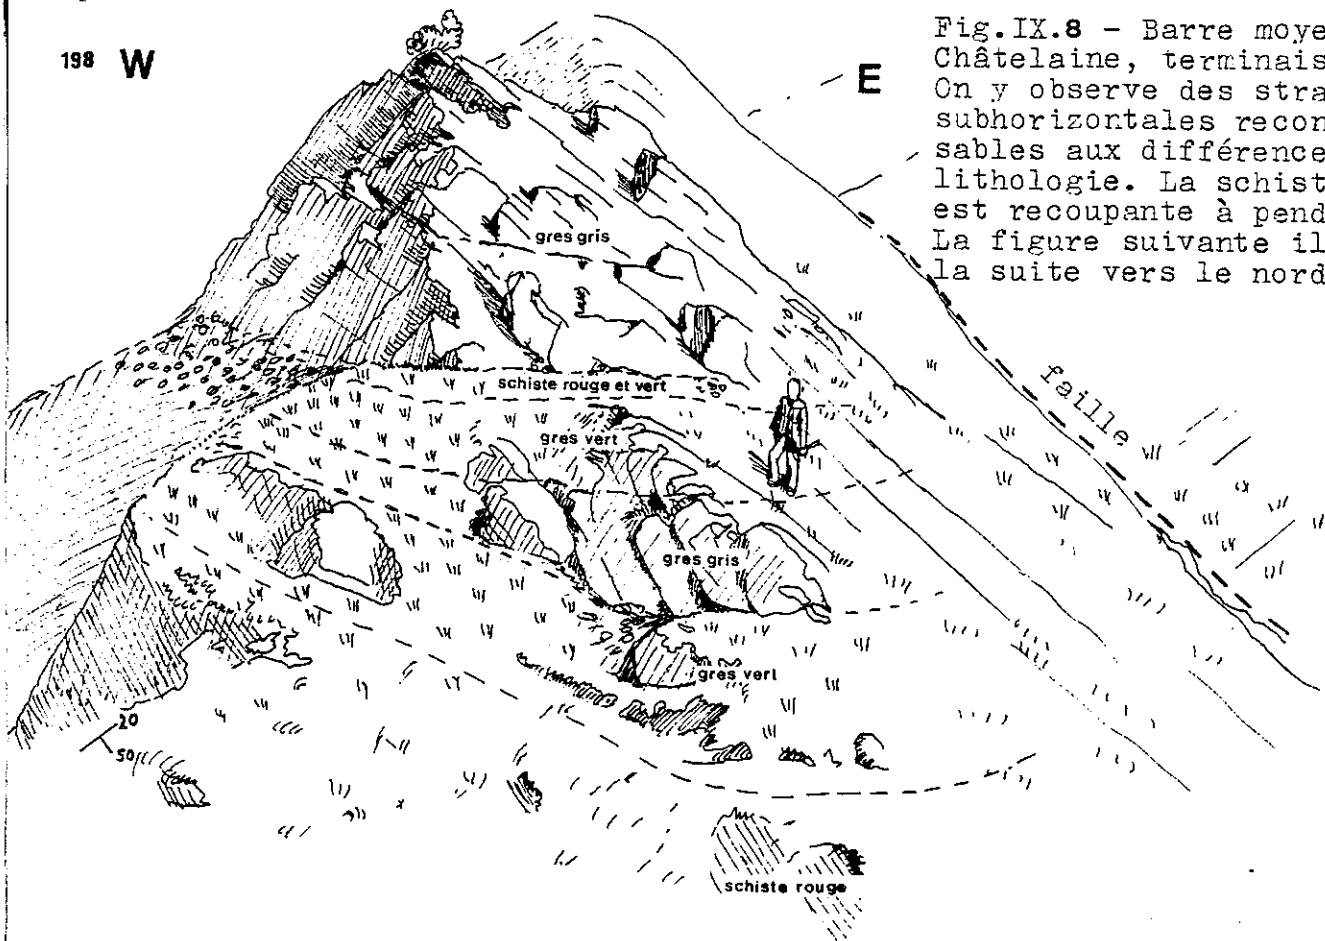 198 W
E
Fig.IX.8 - Barre moye
Châtelaine, terminais
On y observe des stra
subhorizontales recon
sables aux différence
lithologie. La schist
est recoupante à pend
La figure suivante il
la suite vers le nord
gres gris
schiste rouge et vert
gres vert
faille
gres gris
gres vert
20
50
schiste rouge